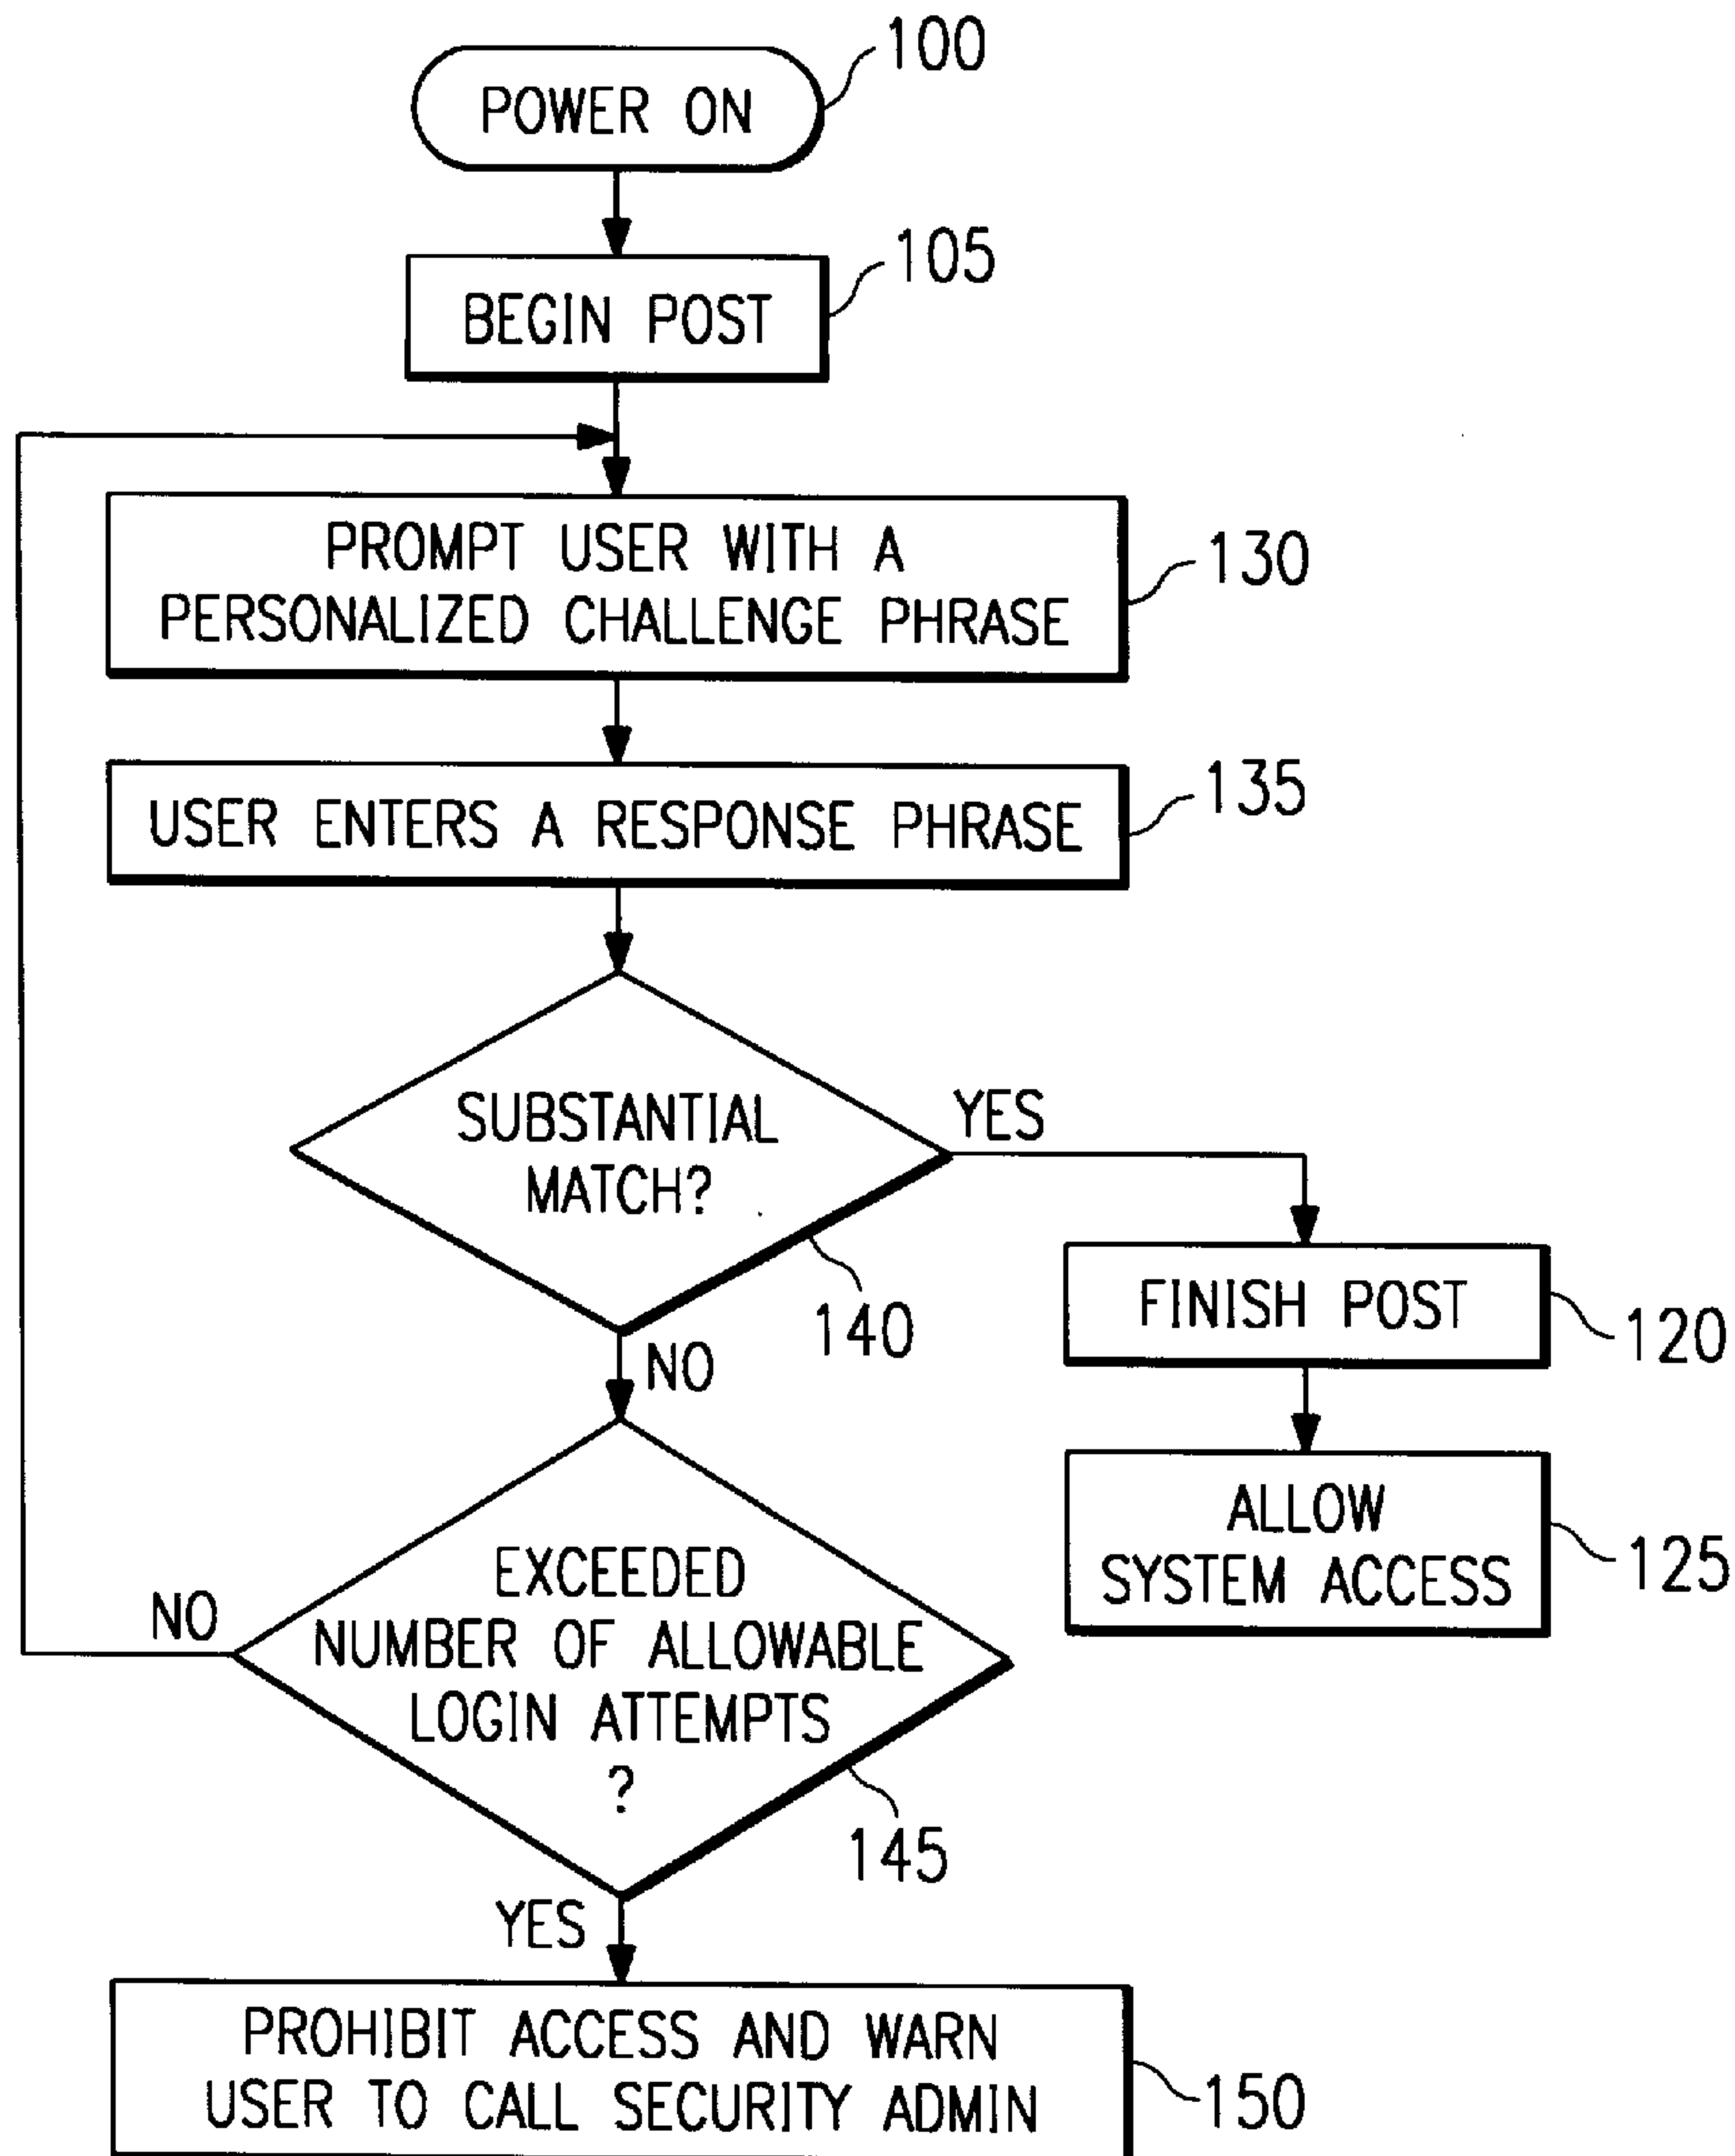 100
POWER ON
105
BEGIN POST
PROMPT USER WITH A
PERSONALIZED CHALLENGE PHRASE
130
USER ENTERS A RESPONSE PHRASE
135
SUBSTANTIAL
MATCH?
YES
140
NO
FINISH POST
120
ALLOW
SYSTEM ACCESS
125
EXCEEDED
NUMBER OF ALLOWABLE
LOGIN ATTEMPTS
?
NO
145
YES
PROHIBIT ACCESS AND WARN
USER TO CALL SECURITY ADMIN
150